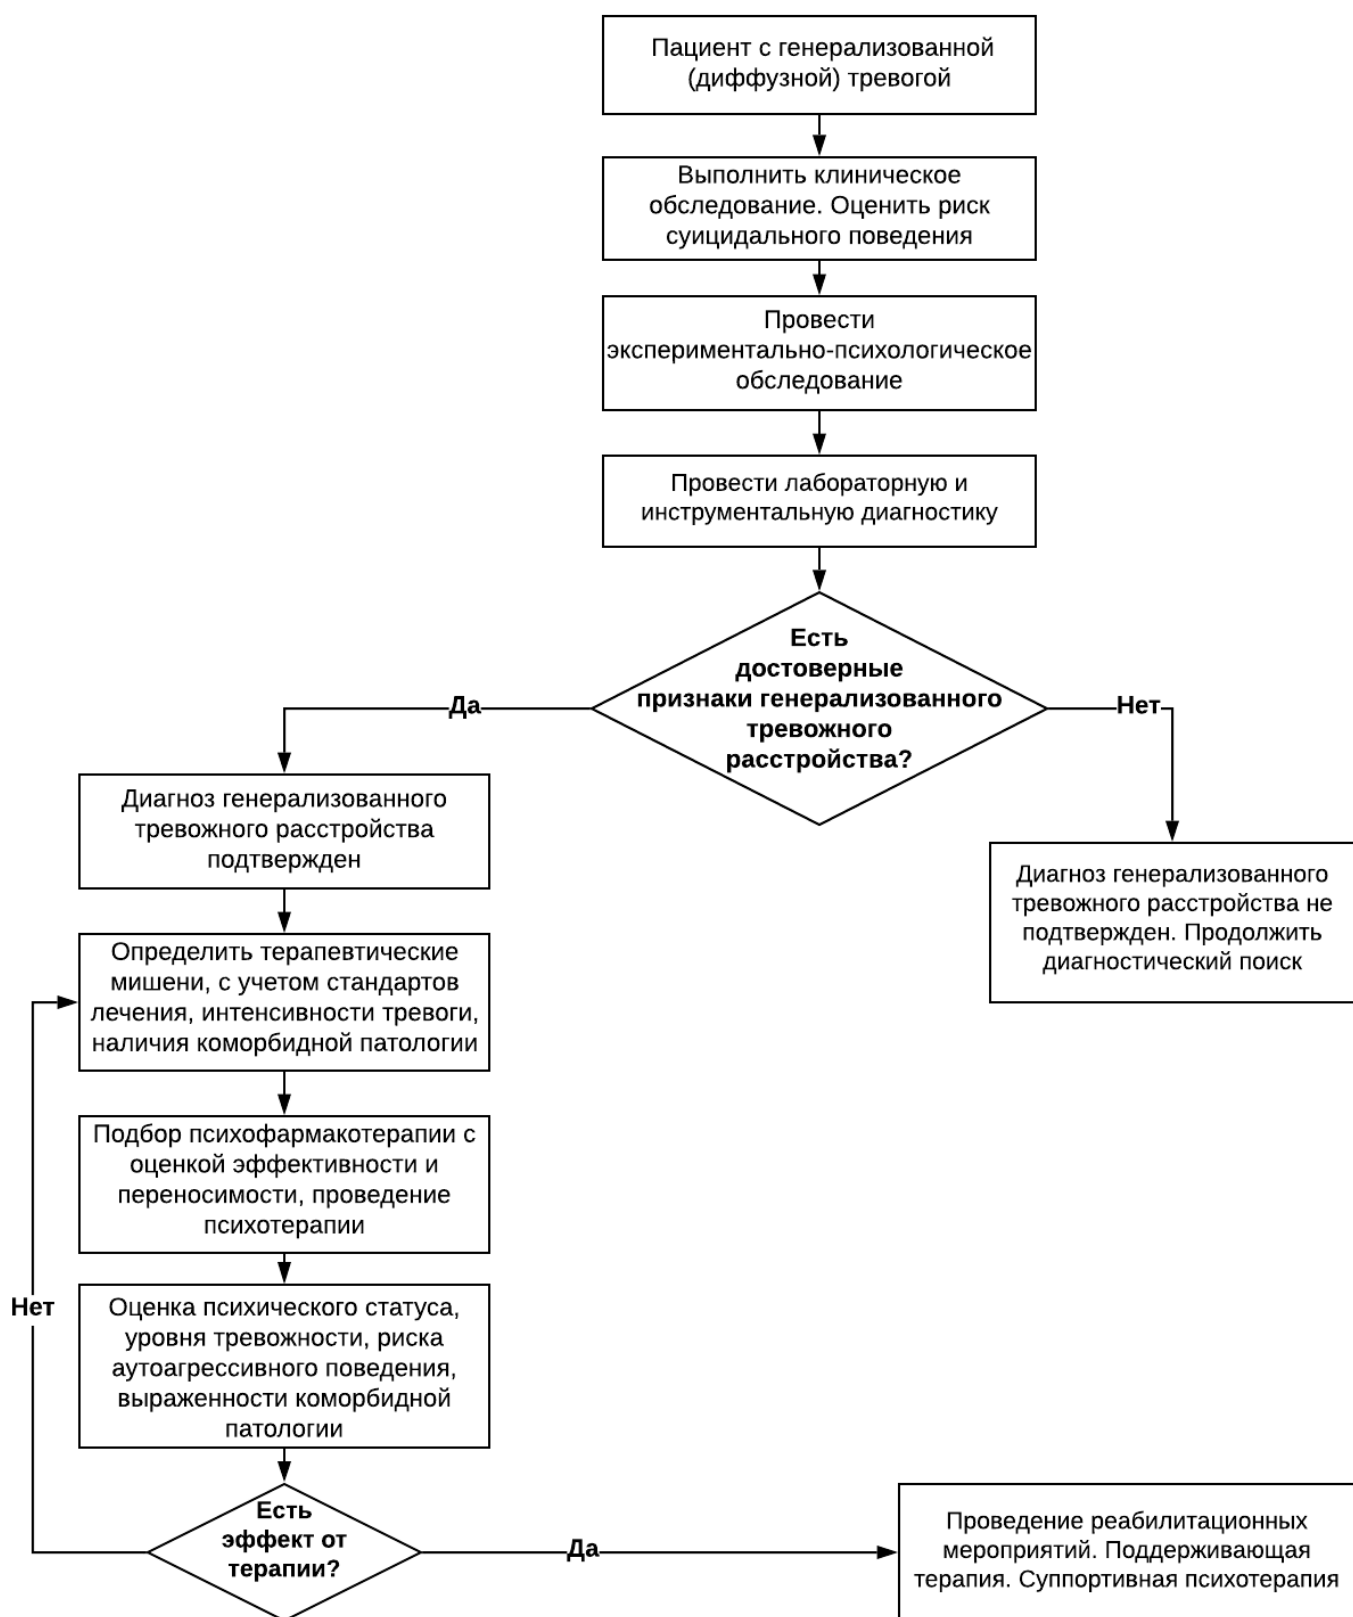 Пациент с генерализованной
(диффузной) тревогой
Выполнить клиническое
обследование. Оценить риск
суицидального поведения
Провести
экспериментально-психологическое
обследование
Провести лабораторную и
инструментальную диагностику
Есть
достоверные
признаки генерализованного
тревожного
расстройства?
Да
Нет
Диагноз генерализованного
тревожного расстройства
подтвержден
Диагноз генерализованного
тревожного расстройства не
подтвержден. Продолжить
диагностический поиск
Определить терапевтические
мишени, с учетом стандартов
лечения, интенсивности тревоги,
наличия коморбидной патологии
Подбор психофармакотерапии с
оценкой эффективности и
переносимости, проведение
психотерапии
Оценка психического статуса,
уровня тревожности, риска
аутоагрессивного поведения,
выраженности коморбидной
патологии
Нет
Есть
эффект от
терапии?
Да
Проведение реабилитационных
мероприятий. Поддерживающая
терапия. Суппортивная психотерапия